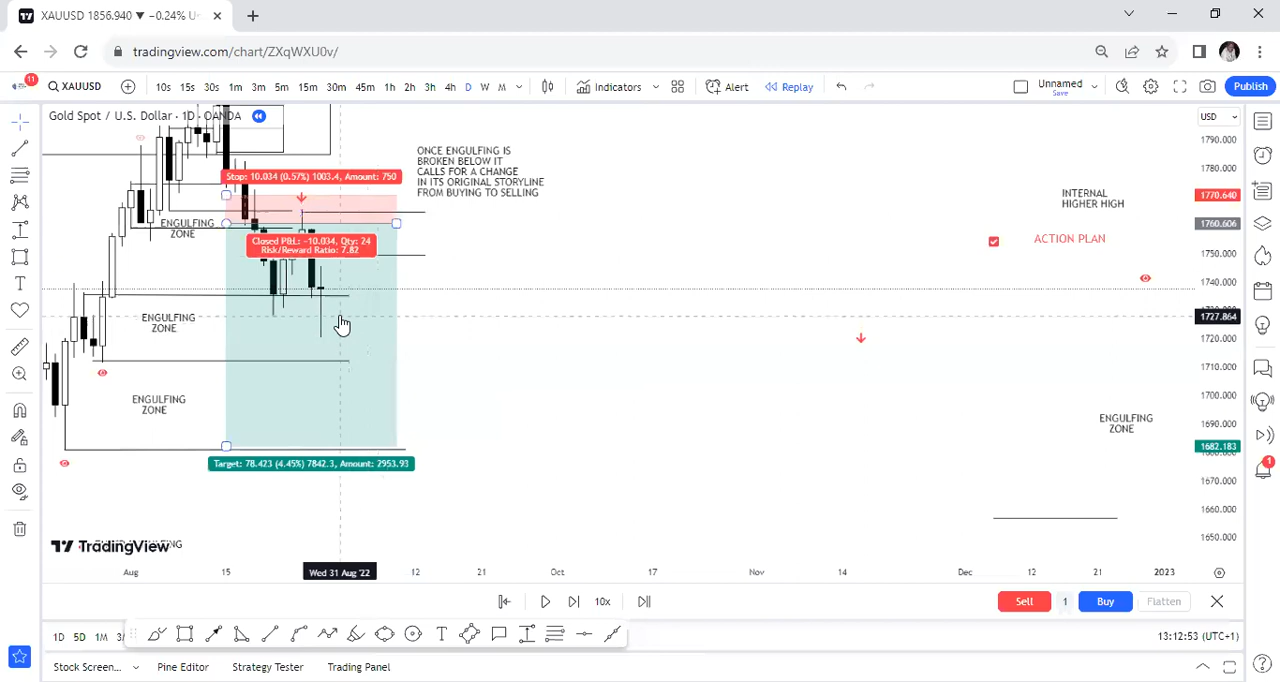 XAUUSD 1856.940 ▼ −0.24% U
tradingview.com/chart/ZXqWXU0v/
11
XAUUSD
10s 15s 30s 1m 3m 5m 15m 30m 45m 1h 2h 3h 4h D W M
Indicators
Alert
Replay
Unnamed
Save
Publish
Gold Spot / U.S. Dollar · 1D · OANDA
USD
ONCE ENGULFING IS
BROKEN BELOW IT
CALLS FOR A CHANGE
IN ITS ORIGINAL STORYLINE
FROM BUYING TO SELLING
Stop: 10.034 (0.57%) 1003.4, Amount: 750
Closed P&L: −10.034, Qty: 24
Risk/Reward Ratio: 7.82
ENGULFING
ZONE
ENGULFING
ZONE
ENGULFING
ZONE
Target: 78.423 (4.45%) 7842.3, Amount: 2953.93
INTERNAL
HIGHER HIGH
ACTION PLAN
ENGULFING
ZONE
1790.000
1780.000
1770.640
1760.606
1750.000
1740.000
1727.864
1720.000
1710.000
1700.000
1690.000
1682.183
1670.000
1660.000
1650.000
TradingView
Aug 15 Wed 31 Aug '22 12 21 Oct 17 Nov 14 Dec 12 21 2023
10x
Sell 1 Buy Flatten
1D 5D 1M
13:12:53 (UTC+1)
Stock Screen... Pine Editor Strategy Tester Trading Panel
1